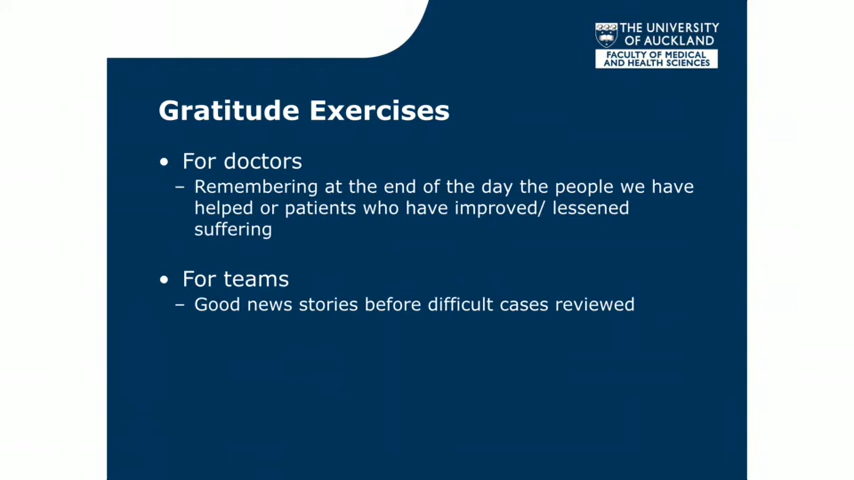 THE UNIVERSITY
OF AUCKLAND
FACULTY OF MEDICAL
AND HEALTH SCIENCES
Gratitude Exercises
• For doctors
– Remembering at the end of the day the people we have
helped or patients who have improved/ lessened
suffering
• For teams
– Good news stories before difficult cases reviewed